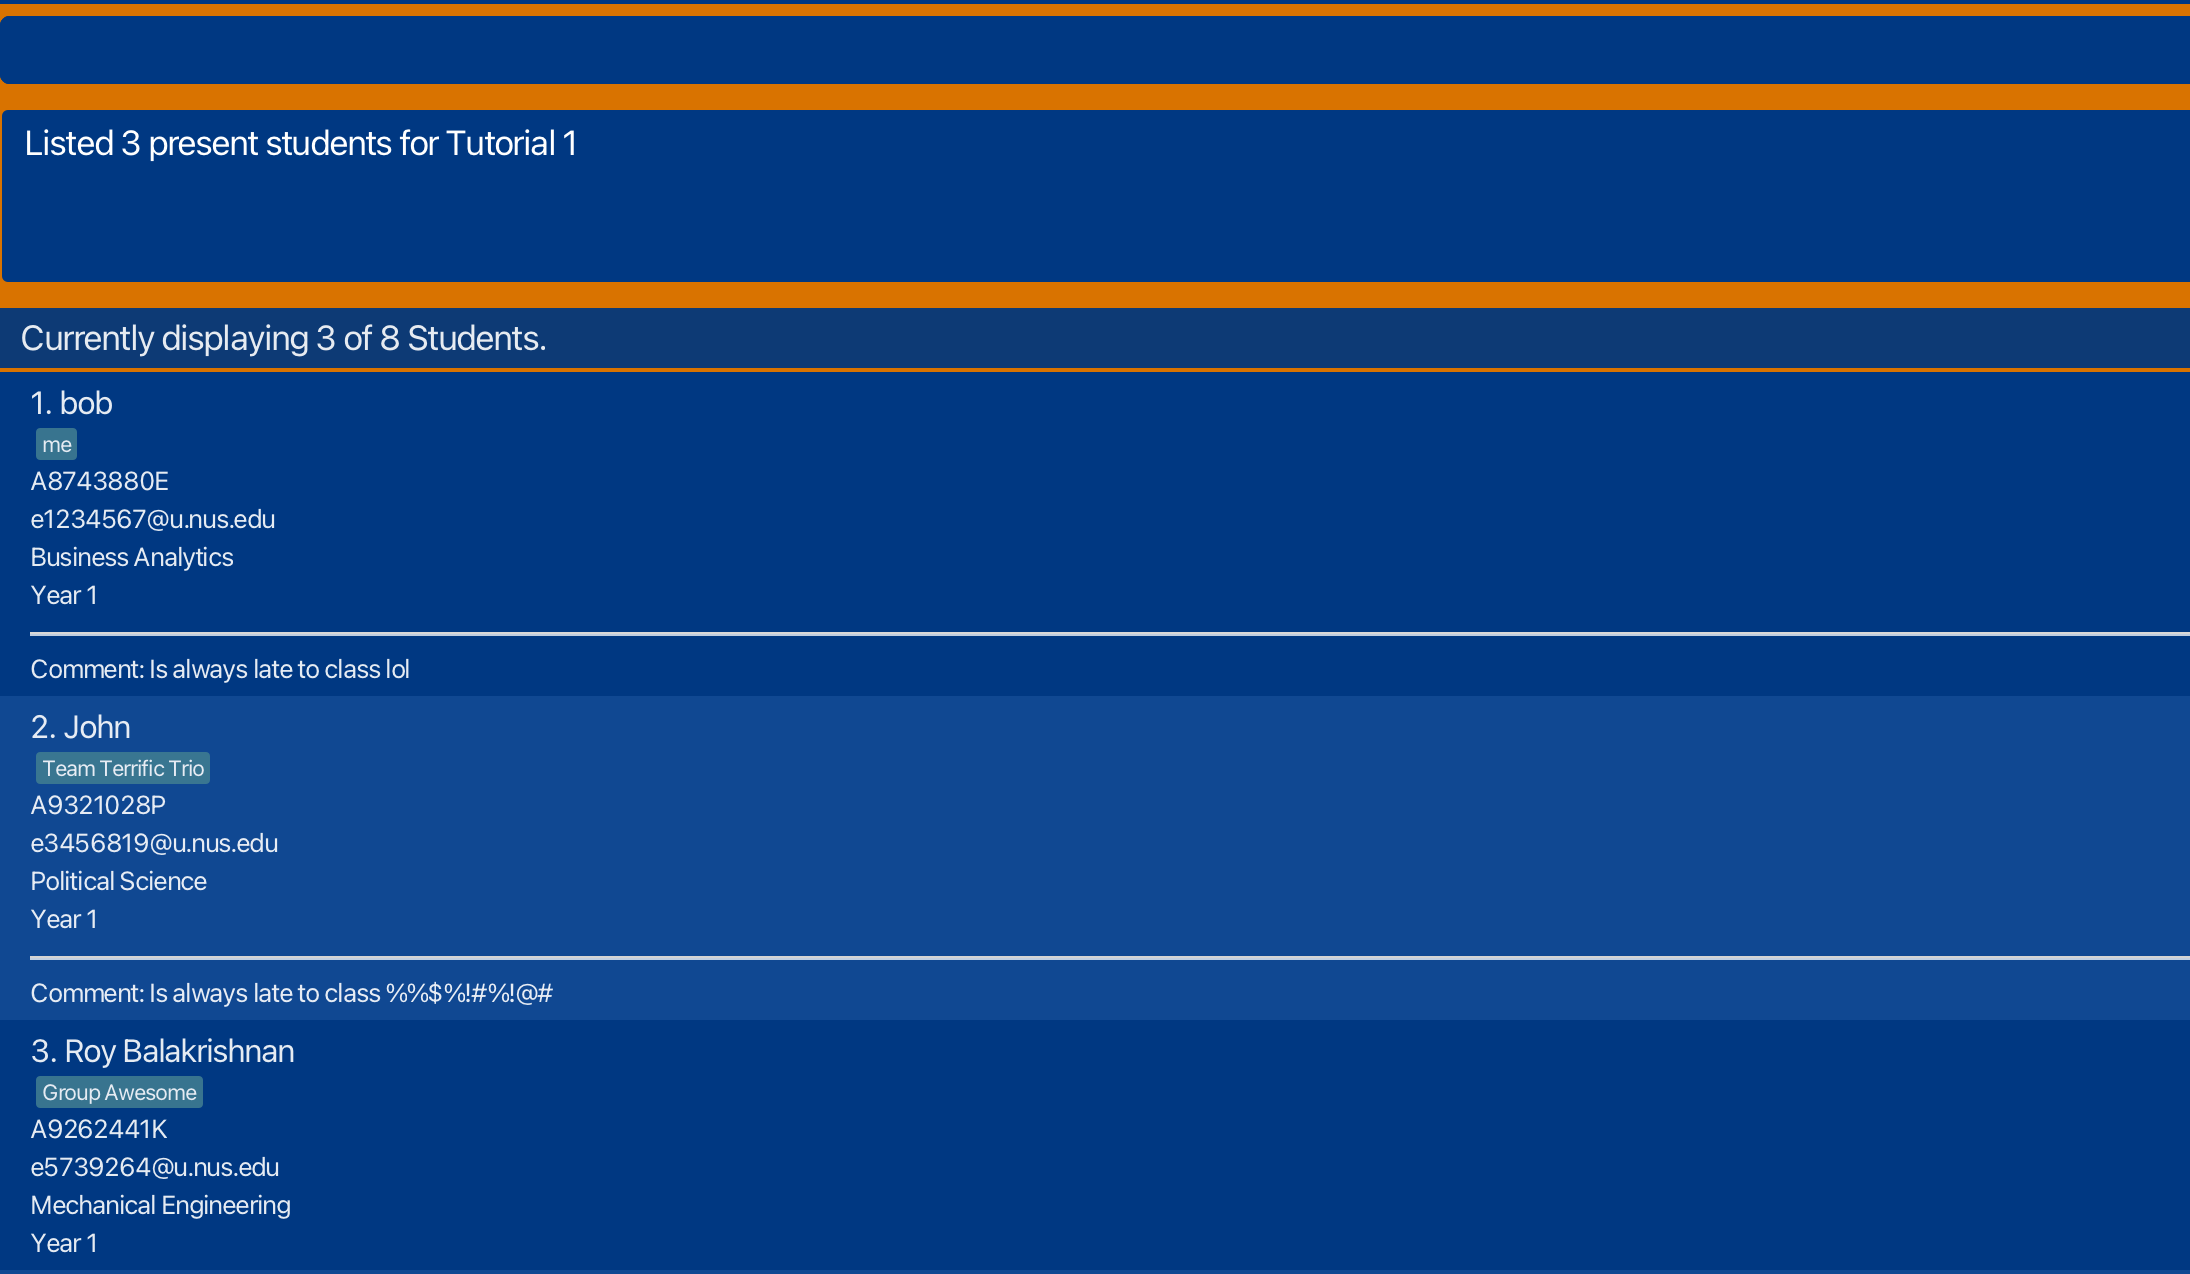 Listed 3 present students for Tutorial 1
Currently displaying 3 of 8 Students.
1. bob
me
A8743880E
e1234567@u.nus.edu
Business Analytics
Year 1
Comment: Is always late to class lol
2. John
Team Terrific Trio
A9321028P
e3456819@u.nus.edu
Political Science
Year 1
Comment: Is always late to class %%$%!#%!@#
3. Roy Balakrishnan
Group Awesome
A9262441K
e5739264@u.nus.edu
Mechanical Engineering
Year 1